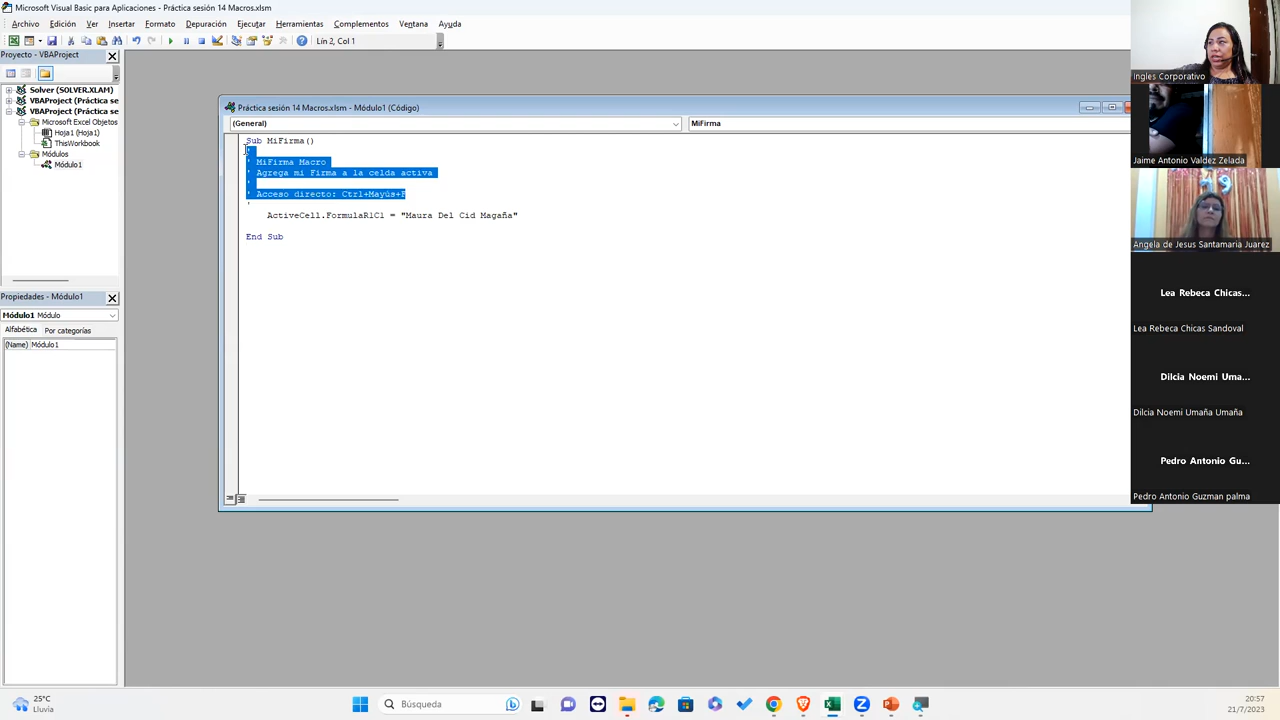 Microsoft Visual Basic para Aplicaciones - Práctica sesión 14 Macros.xlsm
Archivo Edición Ver Insertar Formato Depuración Ejecutar Herramientas Complementos Ventana Ayuda
Lín 2, Col 1
Proyecto - VBAProject
Solver (SOLVER.XLAM)
VBAProject (Práctica se
VBAProject (Práctica se
Microsoft Excel Objetos
Hoja1 (Hoja1)
ThisWorkbook
Módulos
Módulo1
Propiedades - Módulo1
Módulo1 Módulo
Alfabética Por categorías
(Name) Módulo1
Práctica sesión 14 Macros.xlsm - Módulo1 (Código)
(General) MiFirma
Sub MiFirma()
'
' MiFirma Macro
' Agrega mi Firma a la celda activa
'
' Acceso directo: Ctrl+Mayús+F
'
ActiveCell.FormulaR1C1 = "Maura Del Cid Magaña"
End Sub
Ingles Corporativo
Jaime Antonio Valdez Zelada
Angela de Jesus Santamaria Juarez
Lea Rebeca Chicas...
Lea Rebeca Chicas Sandoval
Dilcia Noemi Uma...
Dilcia Noemi Umaña Umaña
Pedro Antonio Gu...
Pedro Antonio Guzman palma
25°C
Lluvia
Búsqueda
20:57
21/7/2023